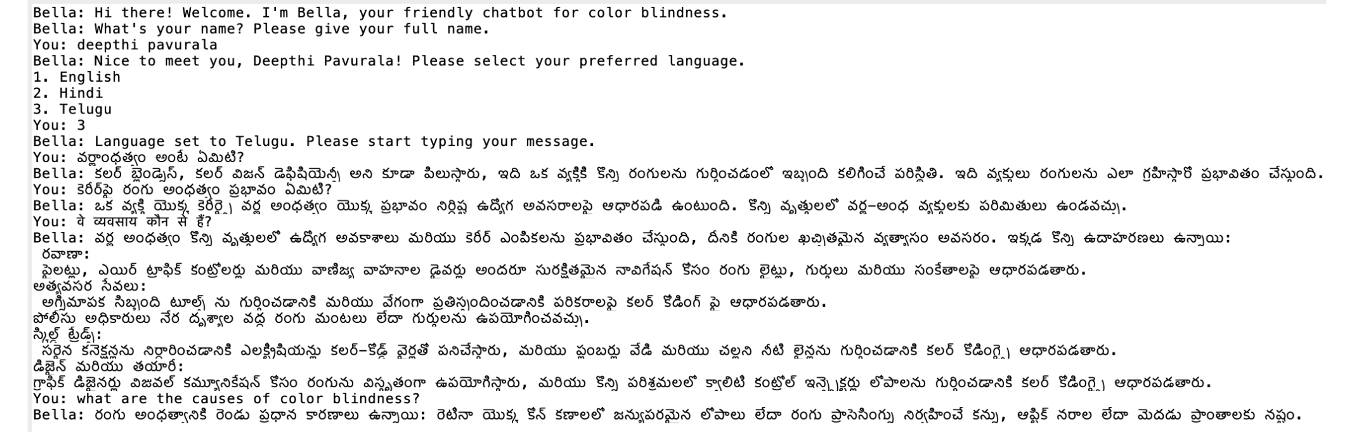 Bella: Hi there! Welcome. I'm Bella, your friendly chatbot for color blindness.
Bella: What's your name? Please give your full name.
You: deepthi pavurala
Bella: Nice to meet you, Deepthi Pavurala! Please select your preferred language.
1. English
2. Hindi
3. Telugu
You: 3
Bella: Language set to Telugu. Please start typing your message.
You: వర్ణాంధత్వం అంటే ఏమిటి?
Bella: కలర్ బ్లైండ్నెస్, కలర్ విజన్ డెఫిషియెన్సీ అని కూడా పిలుస్తారు, ఇది ఒక వ్యక్తికి కొన్ని రంగులను గుర్తించడంలో ఇబ్బంది కలిగించే పరిస్థితి. ఇది వ్యక్తులు రంగులను ఎలా గ్రహిస్తారో ప్రభావితం చేస్తుంది.
You: కెరీర్‌పై రంగు అంధత్వం ప్రభావం ఏమిటి?
Bella: ఒక వ్యక్తి యొక్క కెరీర్పై వర్ణ అంధత్వం యొక్క ప్రభావం నిర్దిష్ట ఉద్యోగ అవసరాలపై ఆధారపడి ఉంటుంది. కొన్ని వృత్తులలో వర్ణ-అంధ వ్యక్తులకు పరిమితులు ఉండవచ్చు.
You: वे व्यवसाय कौन से हैं?
Bella: వర్ణ అంధత్వం కొన్ని వృత్తులలో ఉద్యోగ అవకాశాలు మరియు కెరీర్ ఎంపికలను ప్రభావితం చేస్తుంది, దీనికి రంగుల ఖచ్చితమైన వ్యత్యాసం అవసరం. ఇక్కడ కొన్ని ఉదాహరణలు ఉన్నాయి:
రవాణా:
పైలట్లు, ఎయిర్ ట్రాఫిక్ కంట్రోలర్లు మరియు వాణిజ్య వాహనాల డ్రైవర్లు అందరూ సురక్షితమైన నావిగేషన్ కోసం రంగు లైట్లు, గుర్తులు మరియు సంకేతాలపై ఆధారపడతారు.
అత్యవసర సేవలు:
అగ్నిమాపక సిబ్బంది టూల్స్ ను గుర్తించడానికి మరియు వేగంగా ప్రతిస్పందించడానికి పరికరాలపై కలర్ కోడింగ్ పై ఆధారపడతారు.
పోలీసు అధికారులు నేర దృశ్యాల వద్ద రంగు మంటలు లేదా గుర్తులను ఉపయోగించవచ్చు.
స్కిల్డ్ ట్రేడ్స్:
సరైన కనెక్షన్లను నిర్ధారించడానికి ఎలక్ట్రీషియన్లు కలర్-కోడెడ్ వైర్లతో పనిచేస్తారు, మరియు ప్లంబర్లు వేడి మరియు చల్లని నీటి లైన్లను గుర్తించడానికి కలర్ కోడింగ్పై ఆధారపడతారు.
డిజైన్ మరియు తయారీ:
గ్రాఫిక్ డిజైనర్లు విజువల్ కమ్యూనికేషన్ కోసం రంగును విస్తృతంగా ఉపయోగిస్తారు, మరియు కొన్ని పరిశ్రమలలో క్వాలిటీ కంట్రోల్ ఇన్స్పెక్టర్లు లోపాలను గుర్తించడానికి కలర్ కోడింగ్పై ఆధారపడతారు.
You: what are the causes of color blindness?
Bella: రంగు అంధత్వానికి రెండు ప్రధాన కారణాలు ఉన్నాయి: రెటీనా యొక్క కోన్ కణాలలో జన్యుపరమైన లోపాలు లేదా రంగు ప్రాసెసింగ్ను నిర్వహించే కన్ను, ఆప్టిక్ నరాల లేదా మెదడు ప్రాంతాలకు నష్టం.